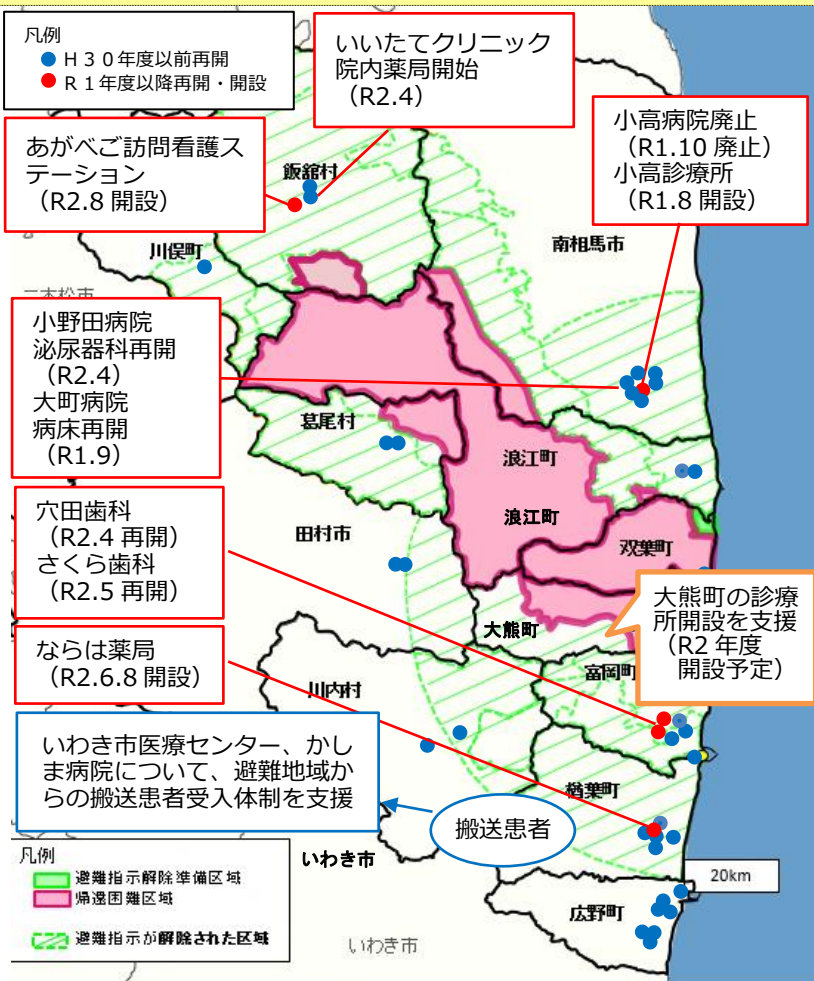 凡例
H30年度以前再開
R1年度以降再開・開設
いいたてクリニック
院内薬局開始
(R2.4)
あがべご訪問看護ス
テーション
(R2.8 開設)
小高病院廃止
(R1.10 廃止)
小高診療所
(R1.8 開設)
飯舘村
川俣町
南相馬市
二本松市
小野田病院
泌尿器科再開
(R2.4)
大町病院
病床再開
(R1.9)
葛尾村
浪江町
浪江町
田村市
双葉町
穴田歯科
(R2.4 再開)
さくら歯科
(R2.5 再開)
大熊町の診療
所開設を支援
(R2 年度
開設予定)
大熊町
富岡町
ならは薬局
(R2.6.8 開設)
川内村
いわき市医療センター、かし
ま病院について、避難地域か
らの搬送患者受入体制を支援
楢葉町
搬送患者
いわき市
20km
凡例
避難指示解除準備区域
帰還困難区域
避難指示が解除された区域
広野町
いわき市